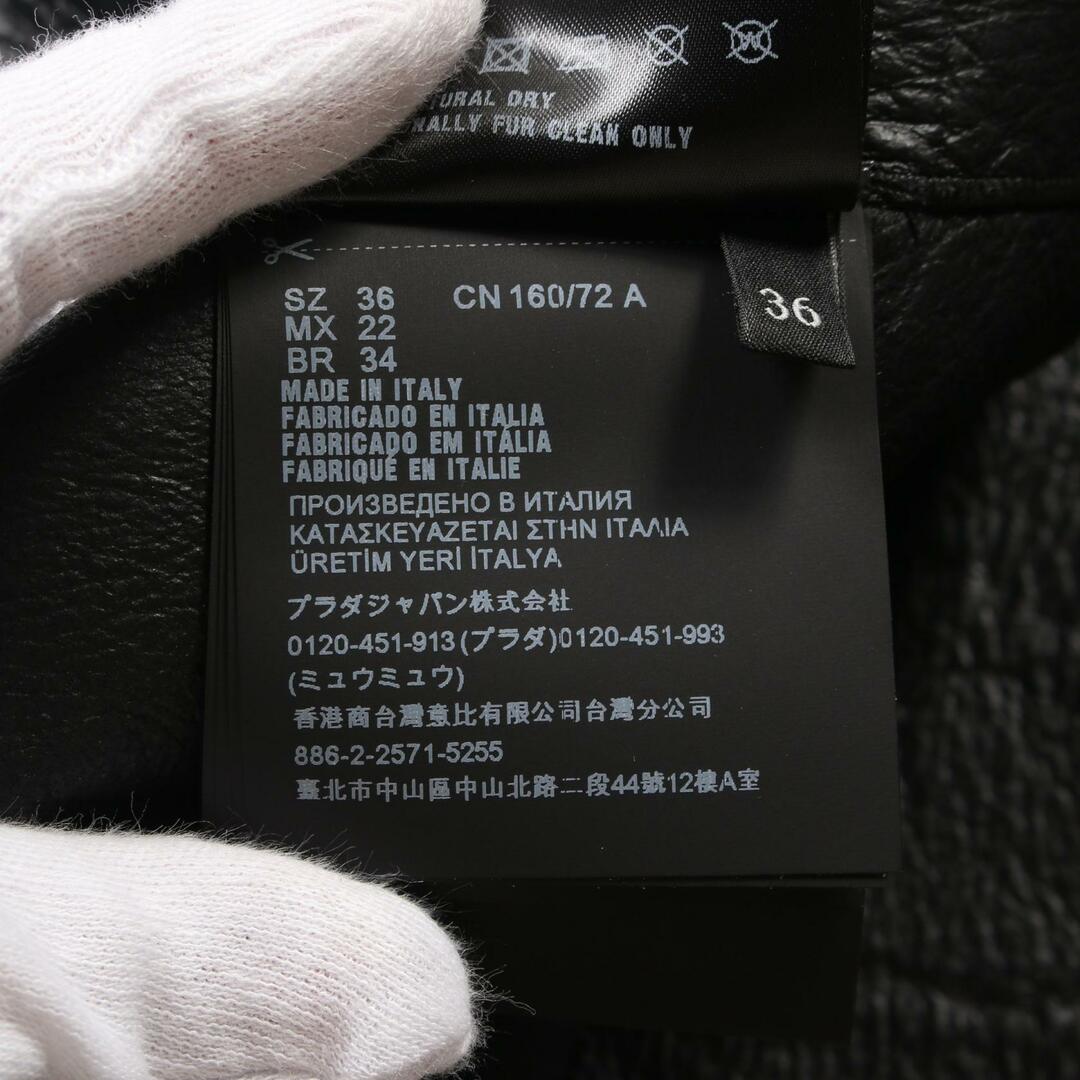 DRY
FUR CLEAN ONLY
SZ 36 CN 160/72 A
36
MX 22
BR 34
MADE IN ITALY
FABRICADO EN ITALIA
FABRICADO EM ITÁLIA
FABRIQUÉ EN ITALIE
ПРОИЗВЕДЕНО В ИТАЛИЯ
ΚΑΤΑΣΚΕΥΑΖΕΤΑΙ ΣΤΗΝ ΙΤΑΛΙΑ
ÜRETİM YERİ İTALYA
プラダジャパン株式会社
0120-451-913(プラダ)0120-451-993
(ミュウミュウ)
香港商台灣意比有限公司台灣分公司
886-2-2571-5255
臺北市中山區中山北路二段44號12樓A室